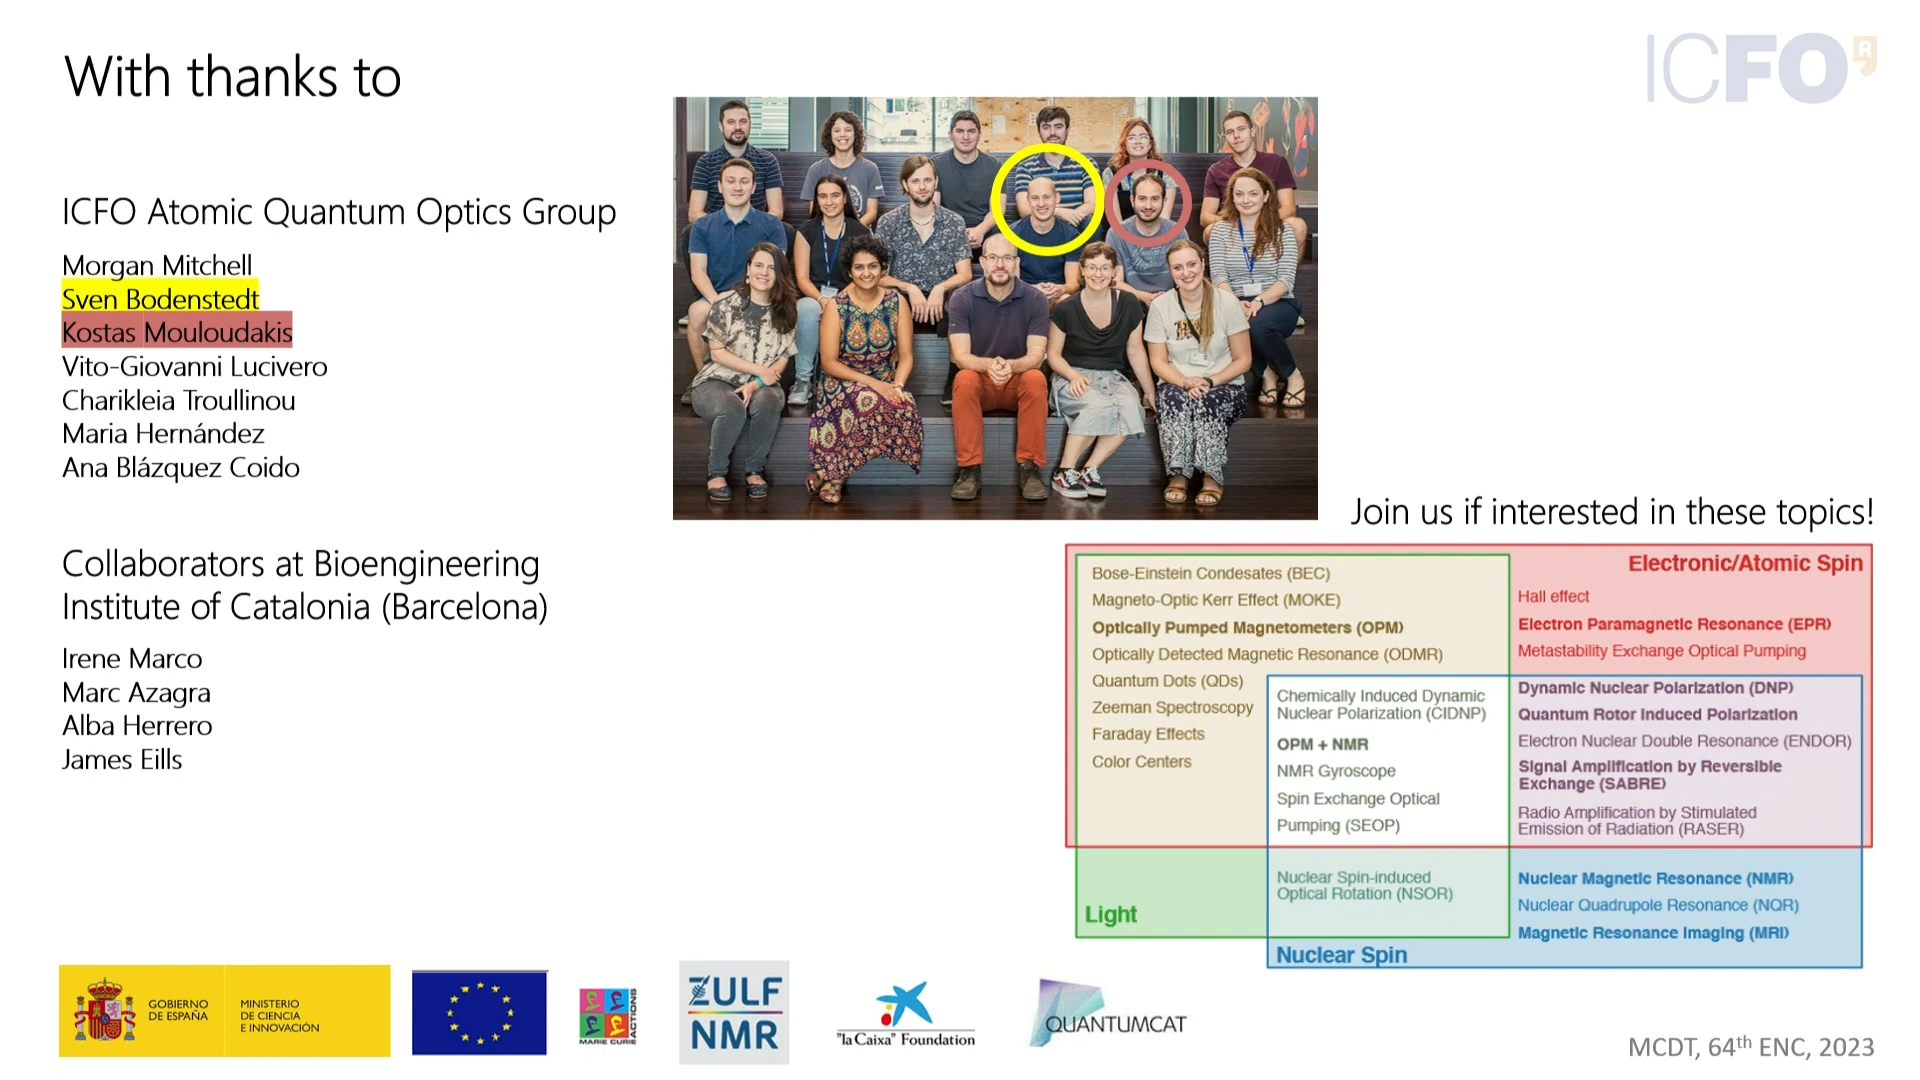 With thanks to
ICFO R
ICFO Atomic Quantum Optics Group
Morgan Mitchell
Sven Bodenstedt
Kostas Mouloudakis
Vito-Giovanni Lucivero
Charikleia Troullinou
Maria Hernández
Ana Blázquez Coido
Collaborators at Bioengineering
Institute of Catalonia (Barcelona)
Irene Marco
Marc Azagra
Alba Herrero
James Eills
Join us if interested in these topics!
Electronic/Atomic Spin
Bose-Einstein Condesates (BEC)
Magneto-Optic Kerr Effect (MOKE)
Optically Pumped Magnetometers (OPM)
Optically Detected Magnetic Resonance (ODMR)
Quantum Dots (QDs)
Zeeman Spectroscopy
Faraday Effects
Color Centers
Hall effect
Electron Paramagnetic Resonance (EPR)
Metastability Exchange Optical Pumping
Chemically Induced Dynamic
Nuclear Polarization (CIDNP)
OPM + NMR
NMR Gyroscope
Spin Exchange Optical
Pumping (SEOP)
Dynamic Nuclear Polarization (DNP)
Quantum Rotor Induced Polarization
Electron Nuclear Double Resonance (ENDOR)
Signal Amplification by Reversible
Exchange (SABRE)
Radio Amplification by Stimulated
Emission of Radiation (RASER)
Nuclear Spin-induced
Optical Rotation (NSOR)
Light
Nuclear Magnetic Resonance (NMR)
Nuclear Quadrupole Resonance (NQR)
Magnetic Resonance Imaging (MRI)
Nuclear Spin
GOBIERNO
DE ESPAÑA
MINISTERIO
DE CIENCIA
E INNOVACIÓN
MARIE CURIE
ACTIONS
ZULF
NMR
"la Caixa" Foundation
QUANTUMCAT
MCDT, 64th ENC, 2023